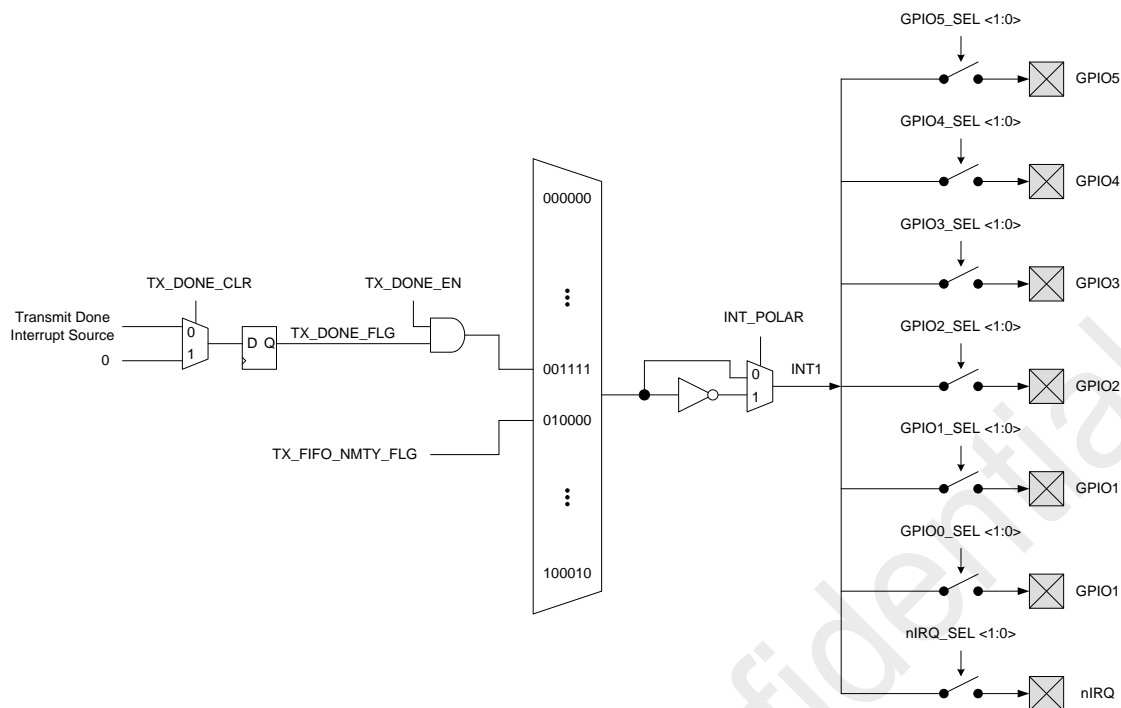 GPIO5_SEL <1:0>
GPIO5
GPIO4_SEL <1:0>
GPIO4
GPIO3_SEL <1:0>
GPIO3
GPIO2_SEL <1:0>
GPIO2
GPIO1_SEL <1:0>
GPIO1
GPIO0_SEL <1:0>
GPIO1
nIRQ_SEL <1:0>
nIRQ
000000
001111
010000
100010
TX_DONE_CLR
Transmit Done
Interrupt Source
0
0
1
D Q
TX_DONE_FLG
TX_DONE_EN
TX_FIFO_NMTY_FLG
INT_POLAR
0
1
INT1
fidential